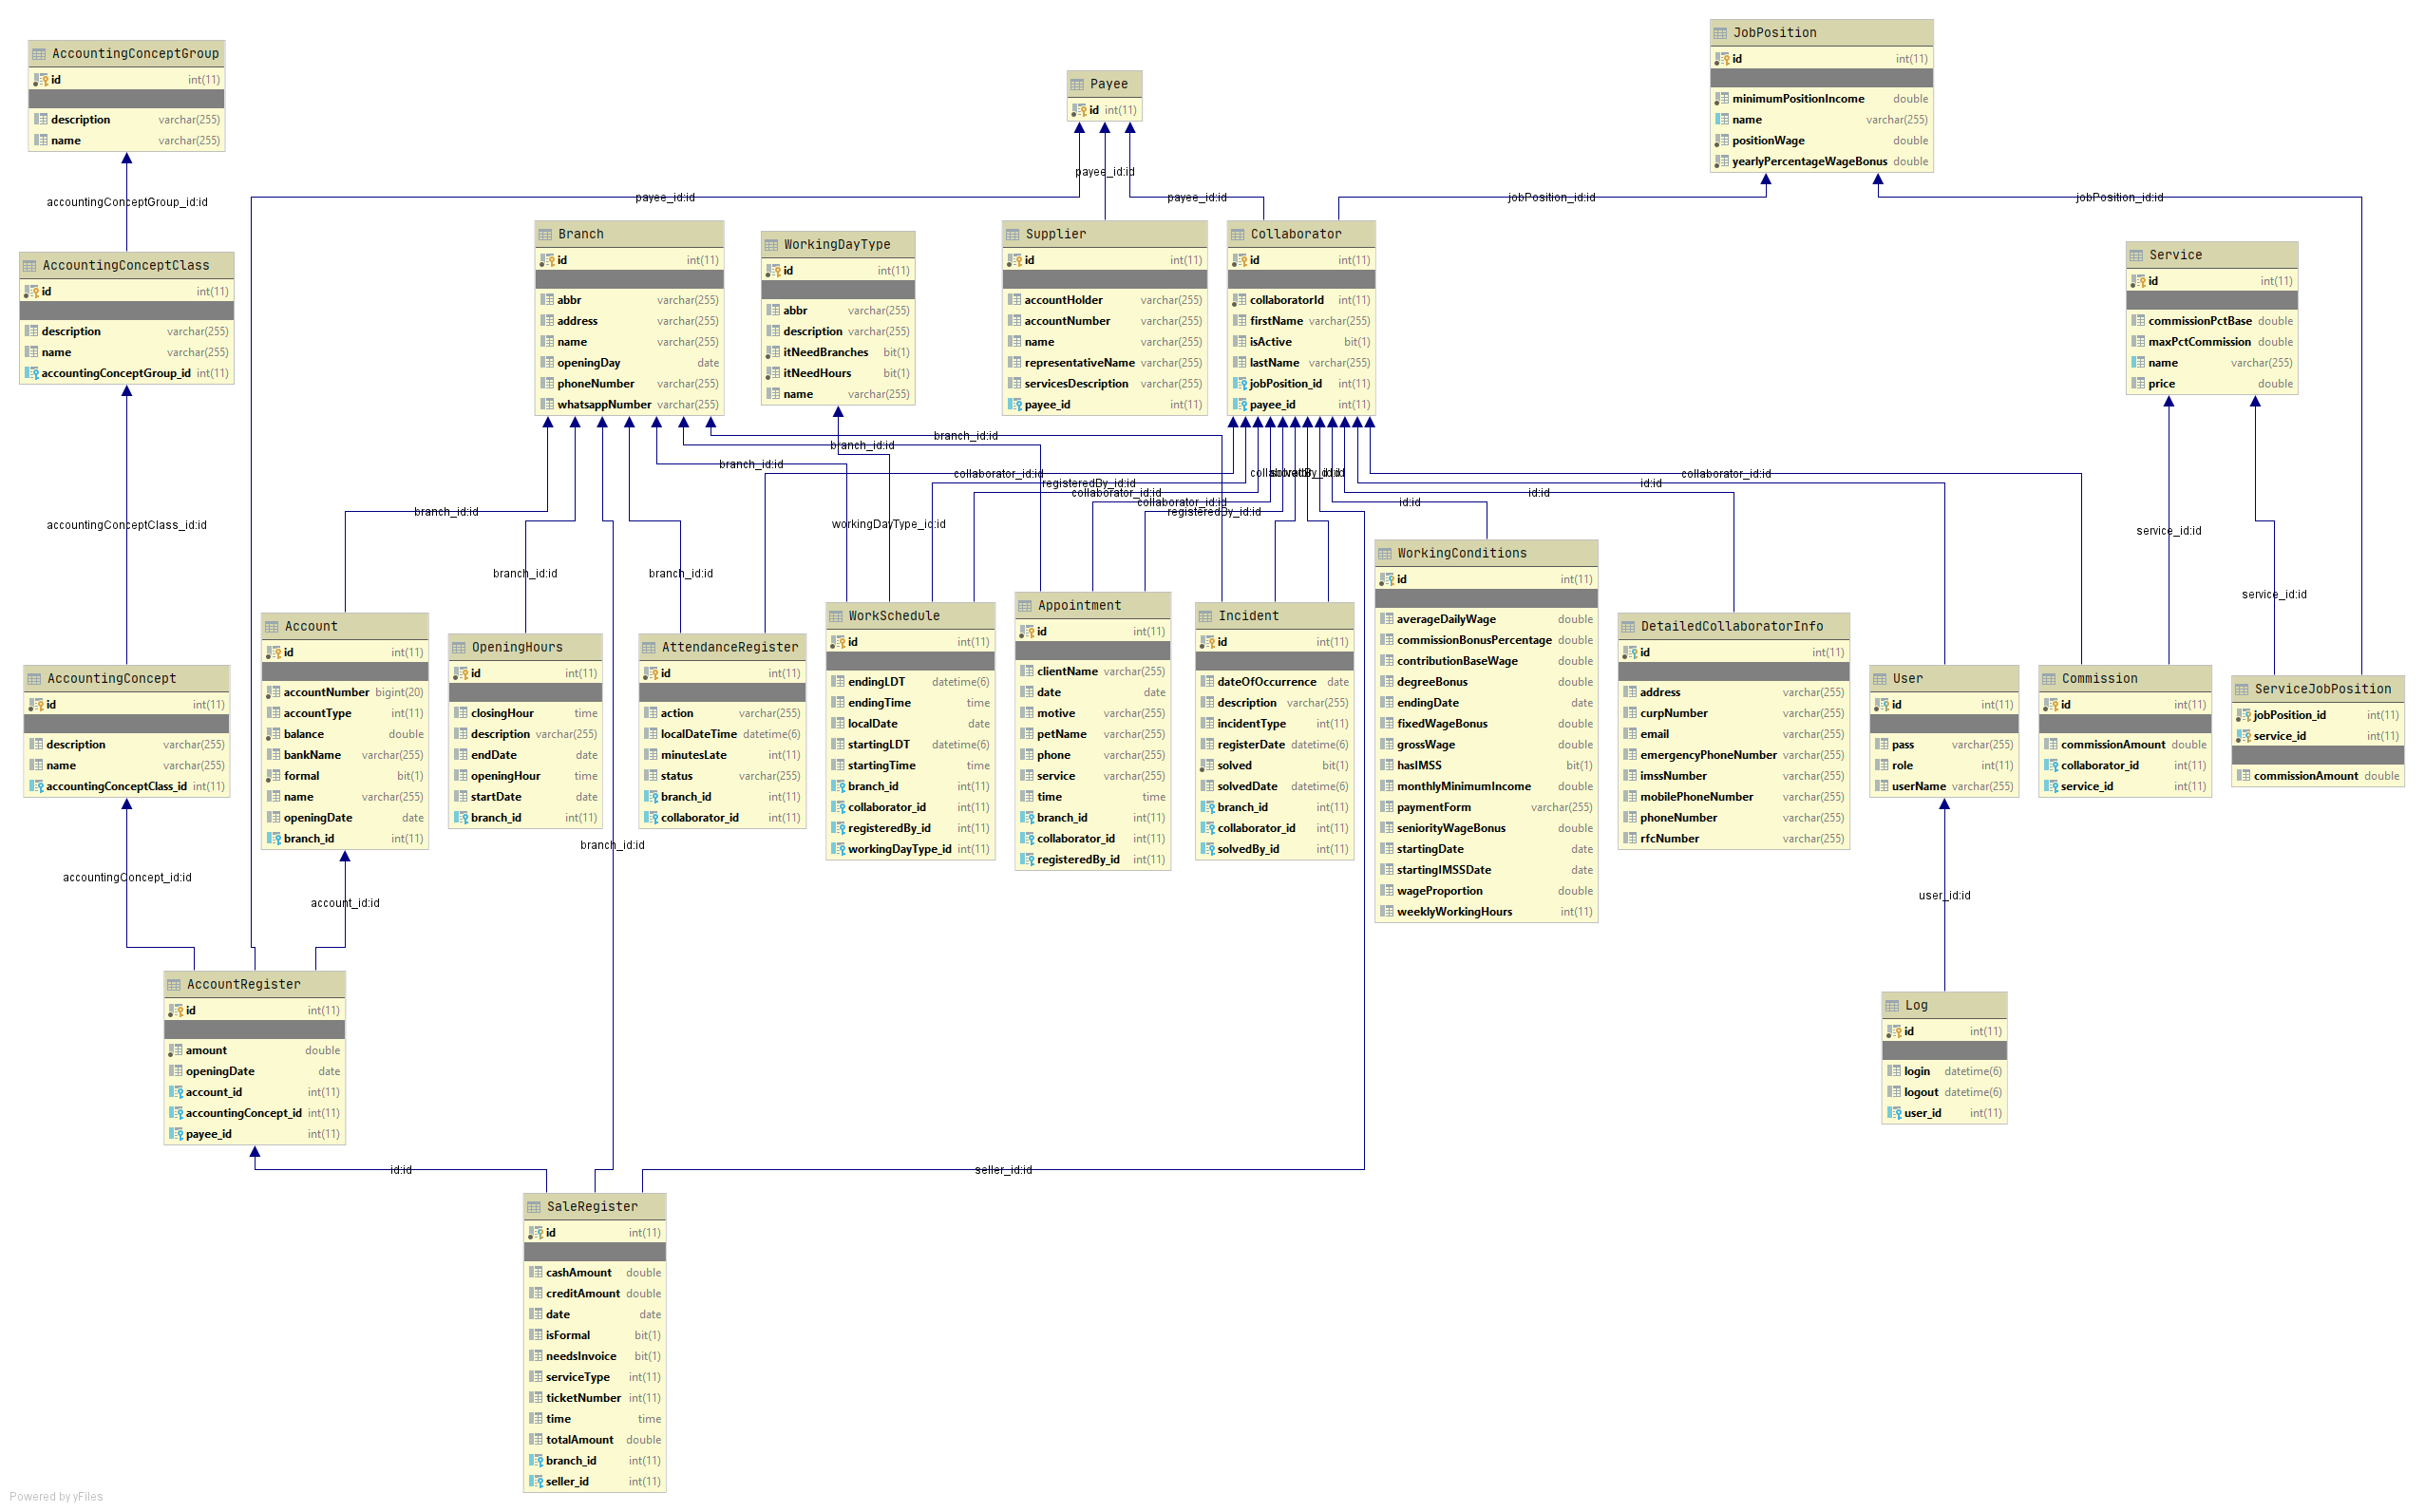 AccountingConceptGroup
id int(11)
description varchar(255)
name varchar(255)
JobPosition
id int(11)
minimumPositionIncome double
name varchar(255)
positionWage double
yearlyPercentageWageBonus double
Payee
id int(11)
accountingConceptGroup_id:id
payee_id:id
payee_id:id
payee_id:id
jobPosition_id:id
jobPosition_id:id
AccountingConceptClass
id int(11)
description varchar(255)
name varchar(255)
accountingConceptGroup_id int(11)
Branch
id int(11)
abbr varchar(255)
address varchar(255)
name varchar(255)
openingDay date
phoneNumber varchar(255)
whatsappNumber varchar(255)
WorkingDayType
id int(11)
abbr varchar(255)
description varchar(255)
itNeedBranches bit(1)
itNeedHours bit(1)
name varchar(255)
Supplier
id int(11)
accountHolder varchar(255)
accountNumber varchar(255)
name varchar(255)
representativeName varchar(255)
servicesDescription varchar(255)
payee_id int(11)
Collaborator
id int(11)
collaboratorId int(11)
firstName varchar(255)
isActive bit(1)
lastName varchar(255)
jobPosition_id int(11)
payee_id int(11)
Service
id int(11)
commissionPctBase double
maxPctCommission double
name varchar(255)
price double
branch_id:id
branch_id:id
branch_id:id
collaborator_id:id
registeredBy_id:id
collaborator_id:id
collaborator_id:id
registeredBy_id:id
id:id
id:id
id:id
collaborator_id:id
branch_id:id
workingDayType_id:id
accountingConceptClass_id:id
service_id:id
branch_id:id
branch_id:id
service_id:id
AccountingConcept
id int(11)
description varchar(255)
name varchar(255)
accountingConceptClass_id int(11)
Account
id int(11)
accountNumber bigint(20)
accountType int(11)
balance double
bankName varchar(255)
formal bit(1)
name varchar(255)
openingDate date
branch_id int(11)
OpeningHours
id int(11)
closingHour time
description varchar(255)
endDate date
openingHour time
startDate date
branch_id int(11)
AttendanceRegister
id int(11)
action varchar(255)
localDateTime datetime(6)
minutesLate int(11)
status varchar(255)
branch_id int(11)
collaborator_id int(11)
WorkSchedule
id int(11)
endingLDT datetime(6)
endingTime time
localDate date
startingLDT datetime(6)
startingTime time
branch_id int(11)
collaborator_id int(11)
registeredBy_id int(11)
workingDayType_id int(11)
Appointment
id int(11)
clientName varchar(255)
date date
motive varchar(255)
petName varchar(255)
phone varchar(255)
service varchar(255)
time time
branch_id int(11)
collaborator_id int(11)
registeredBy_id int(11)
Incident
id int(11)
dateOfOccurrence date
description varchar(255)
incidentType int(11)
registerDate datetime(6)
solved bit(1)
solvedDate datetime(6)
branch_id int(11)
collaborator_id int(11)
solvedBy_id int(11)
WorkingConditions
id int(11)
averageDailyWage double
commissionBonusPercentage double
contributionBaseWage double
degreeBonus double
endingDate date
fixedWageBonus double
grossWage double
hasIMSS bit(1)
monthlyMinimumIncome double
paymentForm varchar(255)
seniorityWageBonus double
startingDate date
startingIMSSDate date
wageProportion double
weeklyWorkingHours int(11)
DetailedCollaboratorInfo
id int(11)
address varchar(255)
curpNumber varchar(255)
email varchar(255)
emergencyPhoneNumber varchar(255)
imssNumber varchar(255)
mobilePhoneNumber varchar(255)
phoneNumber varchar(255)
rfcNumber varchar(255)
User
id int(11)
pass varchar(255)
role int(11)
userName varchar(255)
Commission
id int(11)
commissionAmount double
collaborator_id int(11)
service_id int(11)
ServiceJobPosition
jobPosition_id int(11)
service_id int(11)
commissionAmount double
branch_id:id
accountingConcept_id:id
account_id:id
user_id:id
AccountRegister
id int(11)
amount double
openingDate date
account_id int(11)
accountingConcept_id int(11)
payee_id int(11)
Log
id int(11)
login datetime(6)
logout datetime(6)
user_id int(11)
id:id
seller_id:id
SaleRegister
id int(11)
cashAmount double
creditAmount double
date date
isFormal bit(1)
needsInvoice bit(1)
serviceType int(11)
ticketNumber int(11)
time time
totalAmount double
branch_id int(11)
seller_id int(11)
Powered by yFiles